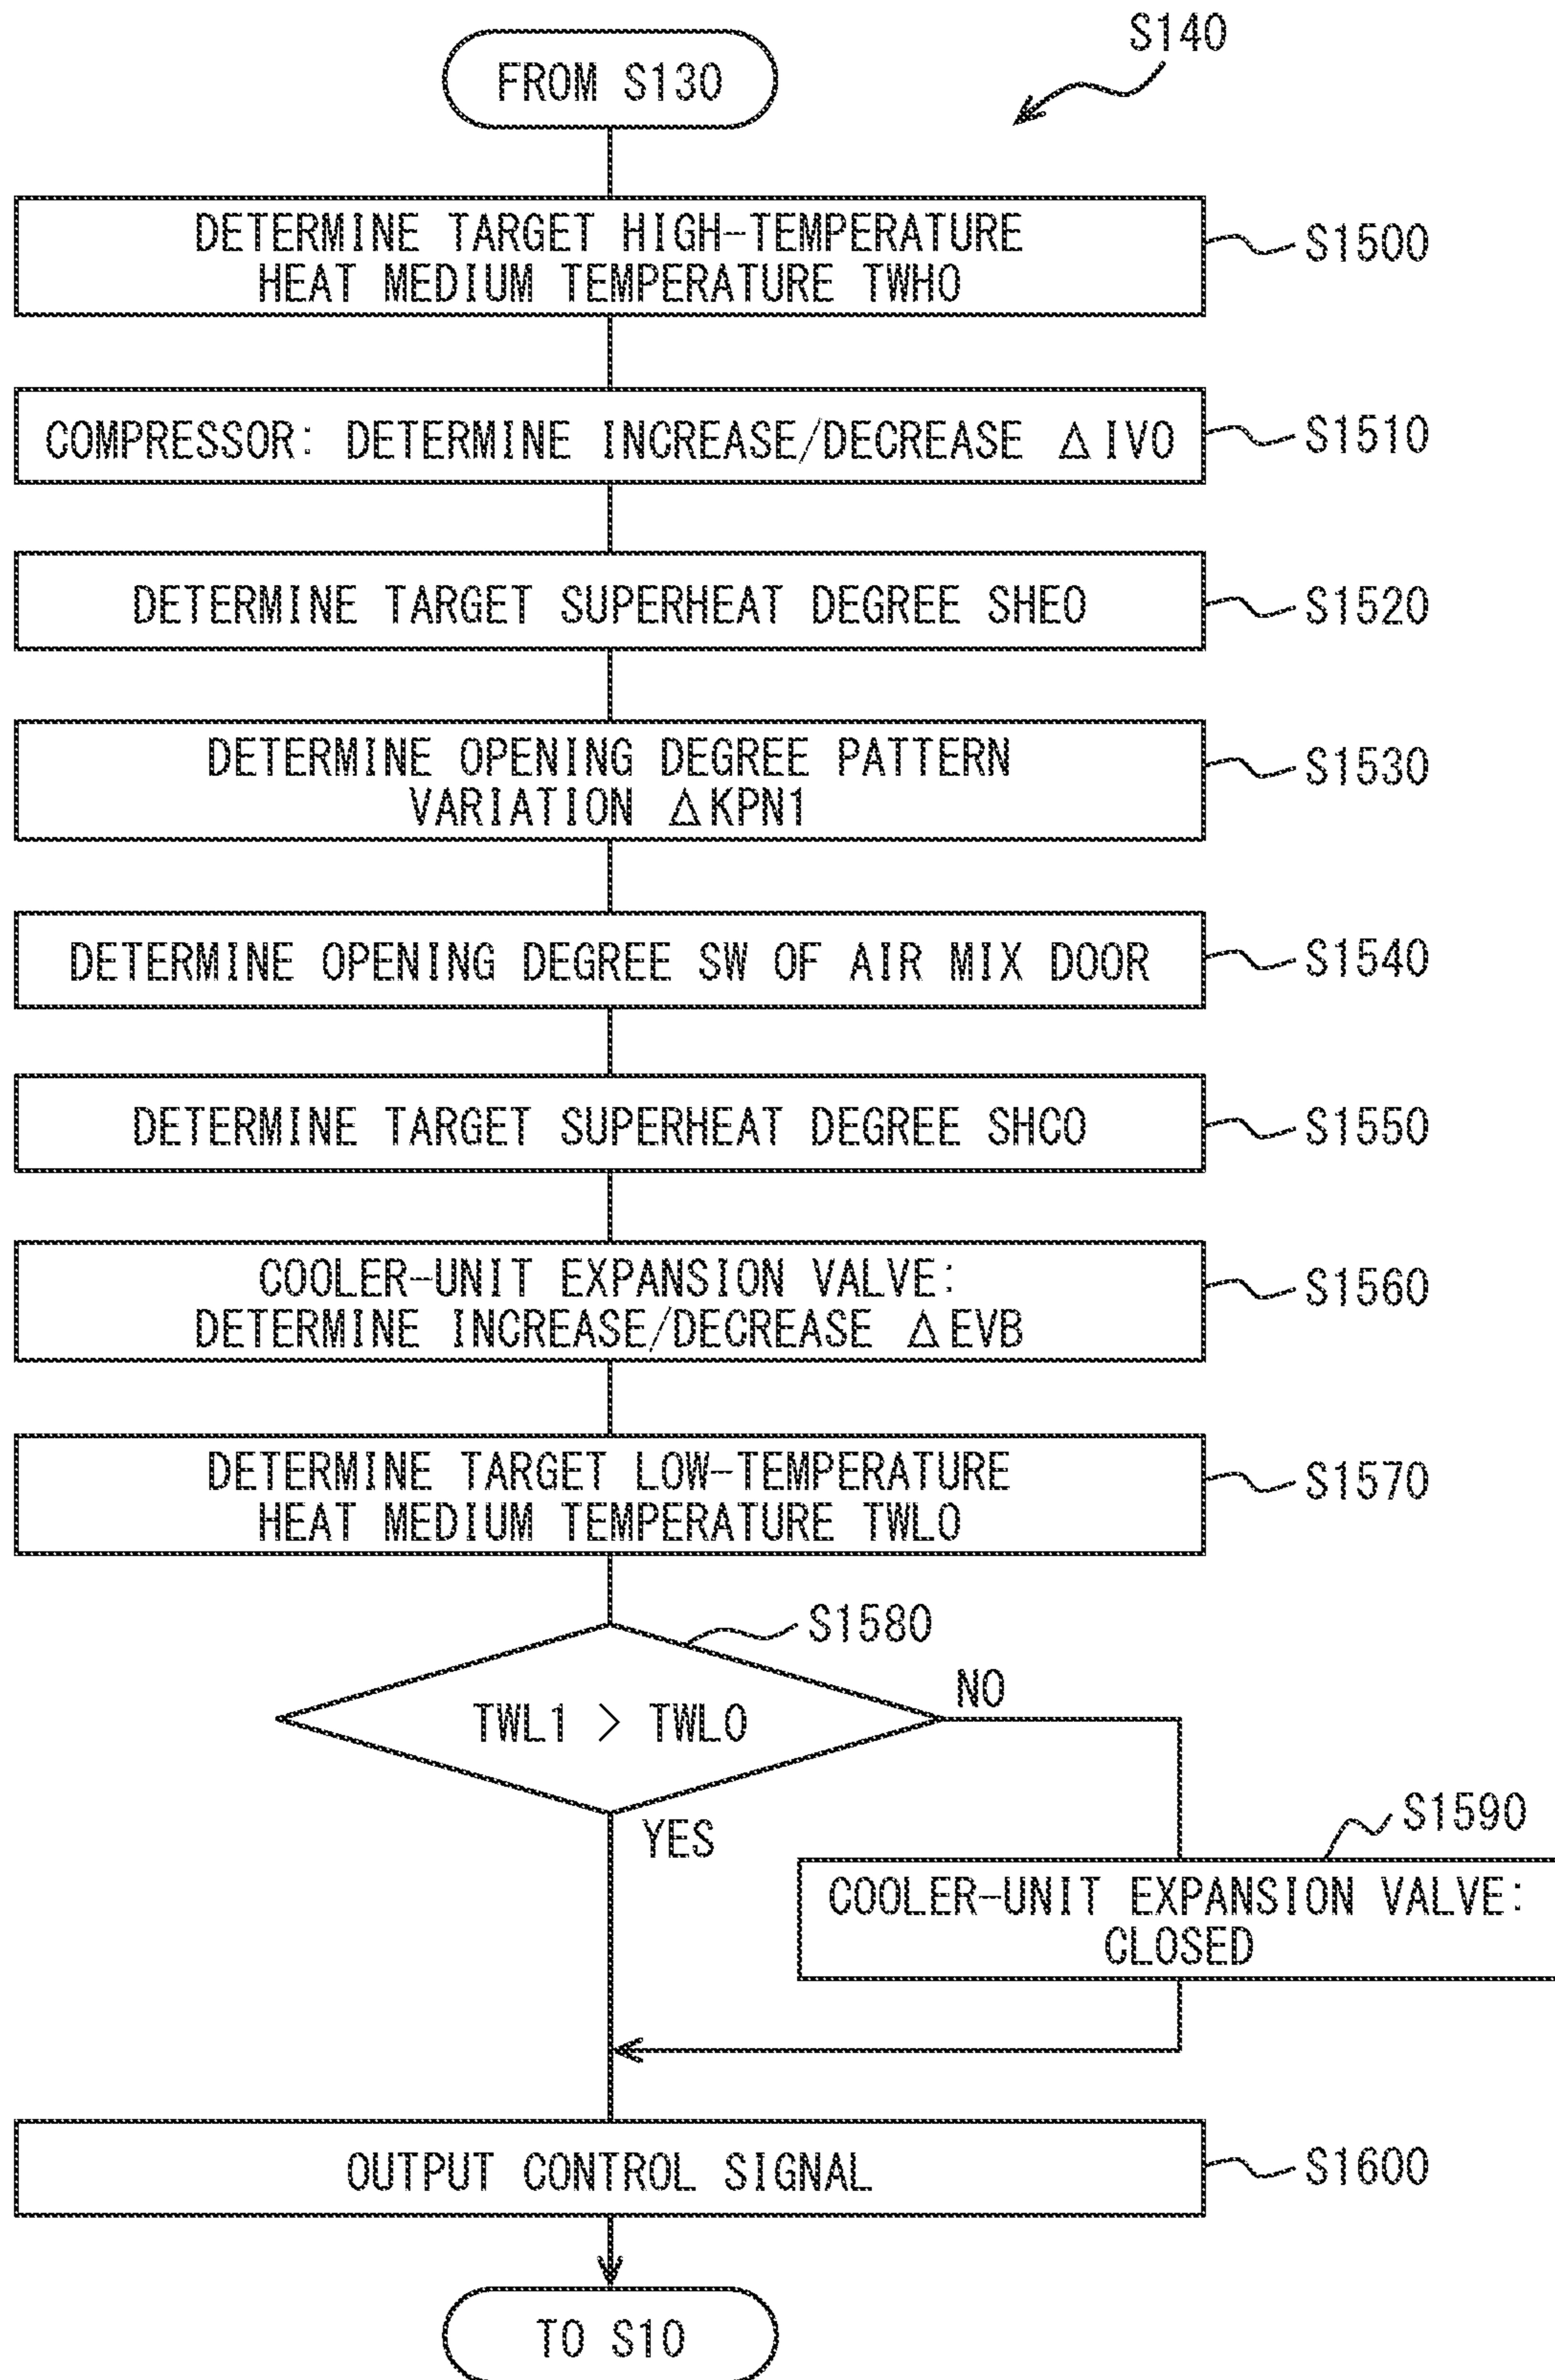 S140
FROM S130
DETERMINE TARGET HIGH-TEMPERATURE
HEAT MEDIUM TEMPERATURE TWHO
S1500
COMPRESSOR: DETERMINE INCREASE/DECREASE ΔIVO
S1510
DETERMINE TARGET SUPERHEAT DEGREE SHEO
S1520
DETERMINE OPENING DEGREE PATTERN
VARIATION ΔKPN1
S1530
DETERMINE OPENING DEGREE SW OF AIR MIX DOOR
S1540
DETERMINE TARGET SUPERHEAT DEGREE SHCO
S1550
COOLER-UNIT EXPANSION VALVE:
DETERMINE INCREASE/DECREASE ΔEVB
S1560
DETERMINE TARGET LOW-TEMPERATURE
HEAT MEDIUM TEMPERATURE TWLO
S1570
S1580
TWL1 > TWLO
NO
YES
S1590
COOLER-UNIT EXPANSION VALVE:
CLOSED
OUTPUT CONTROL SIGNAL
S1600
TO S10